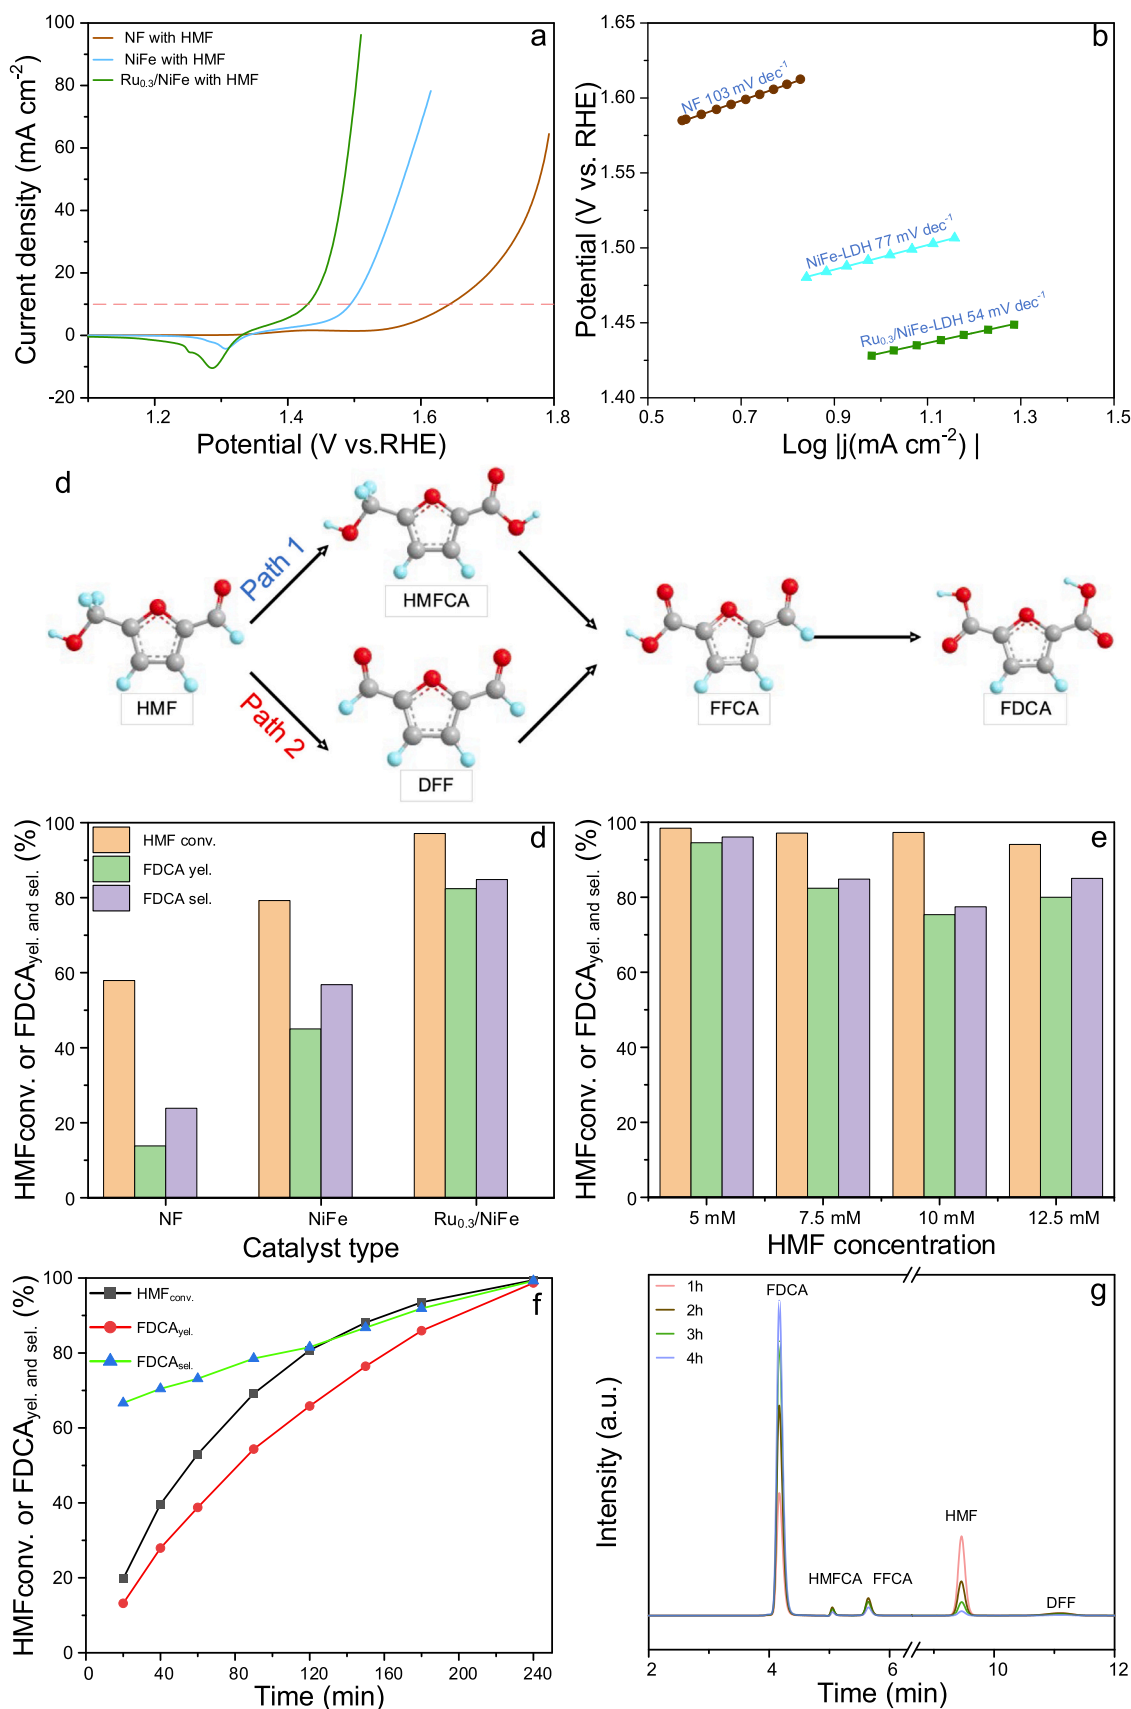 a
NF with HMF
NiFe with HMF
Ru0.3/NiFe with HMF
100
80
60
40
20
0
-20
Current density (mA cm-2)
1.2 1.4 1.6 1.8
Potential (V vs.RHE)
b
1.65
1.60
1.55
1.50
1.45
1.40
Potential (V vs. RHE)
NF 103 mV dec-1
NiFe-LDH 77 mV dec-1
Ru0.3/NiFe-LDH 54 mV dec-1
0.5 0.7 0.9 1.1 1.3 1.5
Log |j(mA cm-2) |
d
Path 1
Path 2
HMF
HMFCA
DFF
FFCA
FDCA
d
HMF conv.
FDCA yel.
FDCA sel.
100
80
60
40
20
0
HMFconv. or FDCAyel. and sel. (%)
NF NiFe Ru0.3/NiFe
Catalyst type
e
100
80
60
40
20
0
HMFconv. or FDCAyel. and sel. (%)
5 mM 7.5 mM 10 mM 12.5 mM
HMF concentration
f
HMFconv.
FDCAyel.
FDCAsel.
100
80
60
40
20
0
HMFconv. or FDCAyel. and sel. (%)
0 40 80 120 160 200 240
Time (min)
g
1h
2h
3h
4h
FDCA
HMFCA
FFCA
HMF
DFF
Intensity (a.u.)
2 4 6 10 12
Time (min)